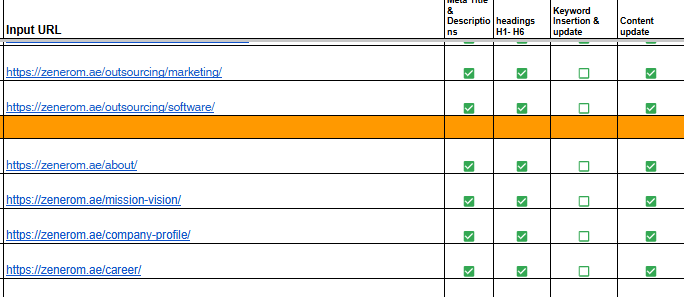 Meta Title
&
Descriptio
ns
headings
H1- H6
Keyword
Insertion &
update
Content
update
Input URL
https://zenerom.ae/outsourcing/marketing/
https://zenerom.ae/outsourcing/software/
https://zenerom.ae/about/
https://zenerom.ae/mission-vision/
https://zenerom.ae/company-profile/
https://zenerom.ae/career/